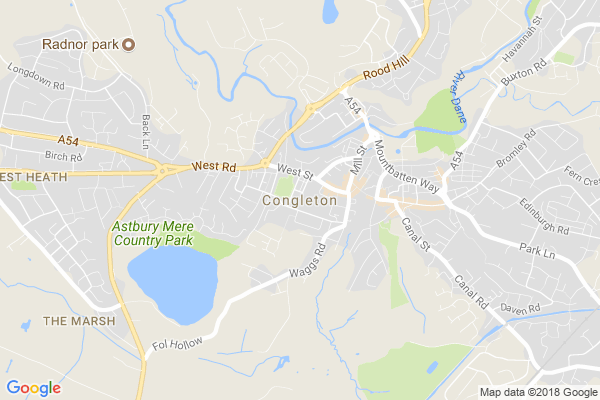 Havannah St
Radnor park
Rood Hill
Buxton Rd
Longdown Rd
River Dane
A54
Back Ln
A54
Birch Rd
Mill St
Mountbatten Way
A54
Bromley Rd
West Rd
West St
EST HEATH
Fern Cres
Congleton
Edinburgh Rd
Astbury Mere
Country Park
Canal St
Waggs Rd
Park Ln
Canal Rd
Daven Rd
THE MARSH
Fol Hollow
Google
Map data ©2018 Google